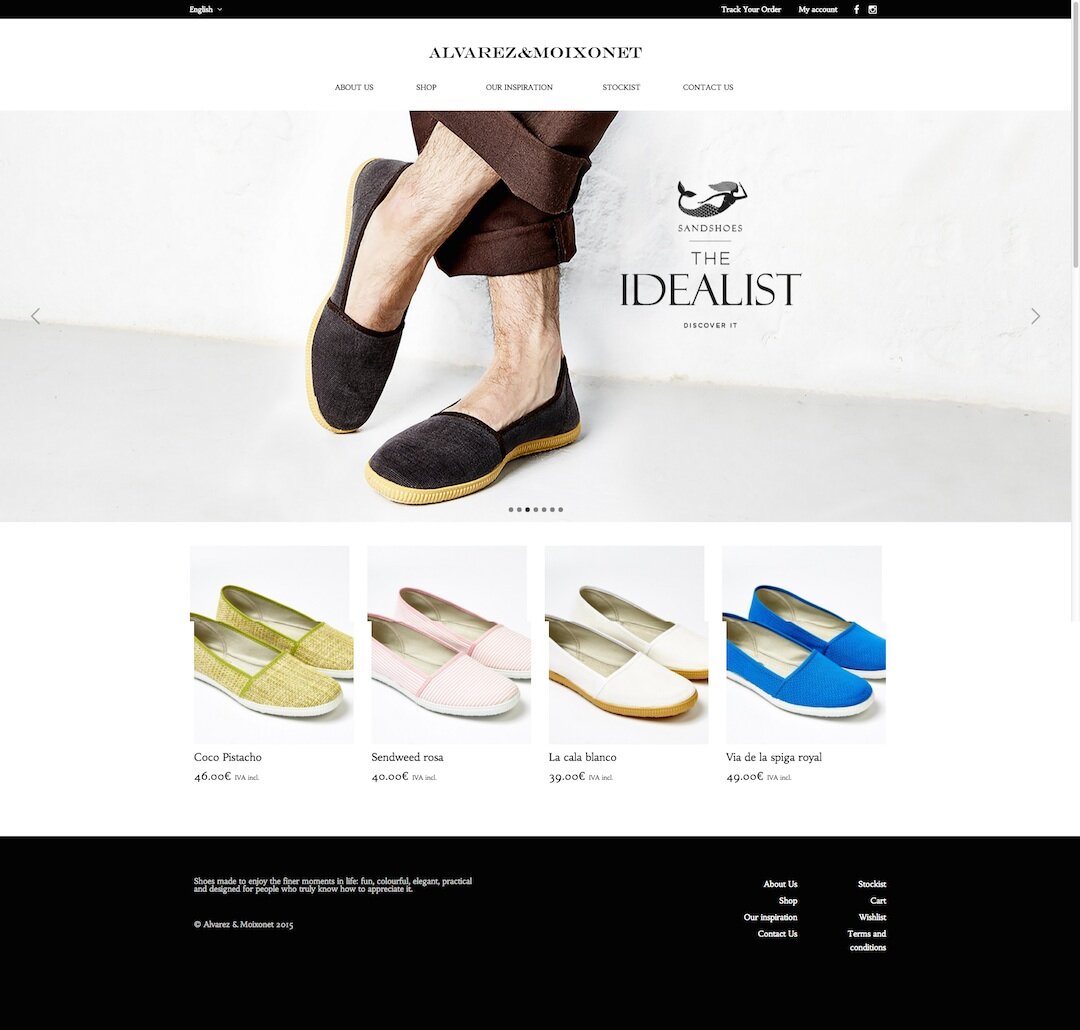 English
Track Your Order
My account
ALVAREZ&MOIXONET
ABOUT US
SHOP
OUR INSPIRATION
STOCKIST
CONTACT US
SANDSHOES
THE
IDEALIST
DISCOVER IT
Coco Pistacho
46.00€ IVA incl.
Sendweed rosa
40.00€ IVA incl.
La cala blanco
39.00€ IVA incl.
Via de la spiga royal
49.00€ IVA incl.
Shoes made to enjoy the finer moments in life: fun, colourful, elegant, practical
and designed for people who truly know how to appreciate it.
© Alvarez & Moixonet 2015
About Us
Shop
Our inspiration
Contact Us
Stockist
Cart
Wishlist
Terms and
conditions